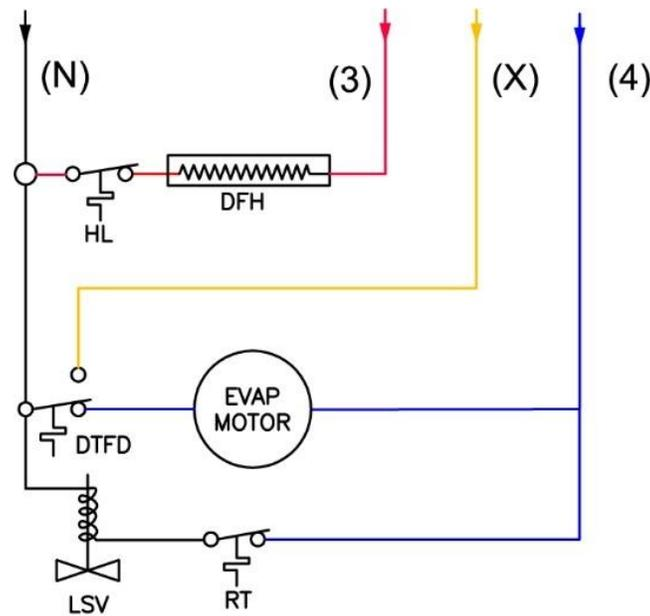 (N)
(3)
(X)
(4)
DFH
HL
EVAP
MOTOR
DTFD
RT
LSV